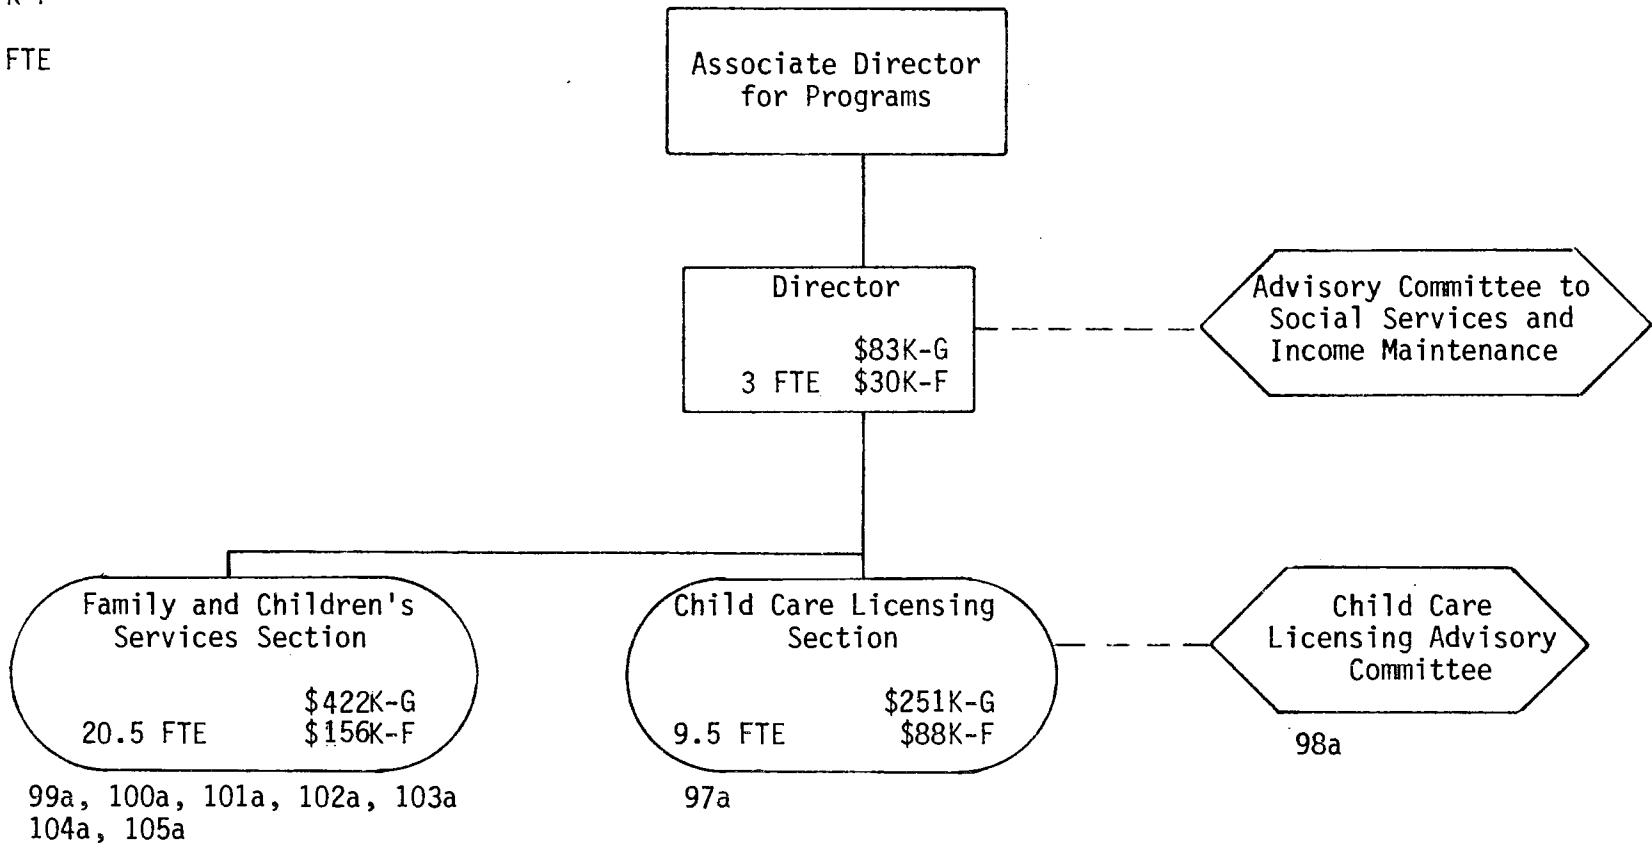 FTE
Associate Director
for Programs
Director
$83K-G
3 FTE $30K-F
Advisory Committee to
Social Services and
Income Maintenance
Family and Children's
Services Section
$422K-G
20.5 FTE $156K-F
99a, 100a, 101a, 102a, 103a
104a, 105a
Child Care Licensing
Section
$251K-G
9.5 FTE $88K-F
97a
Child Care
Licensing Advisory
Committee
98a